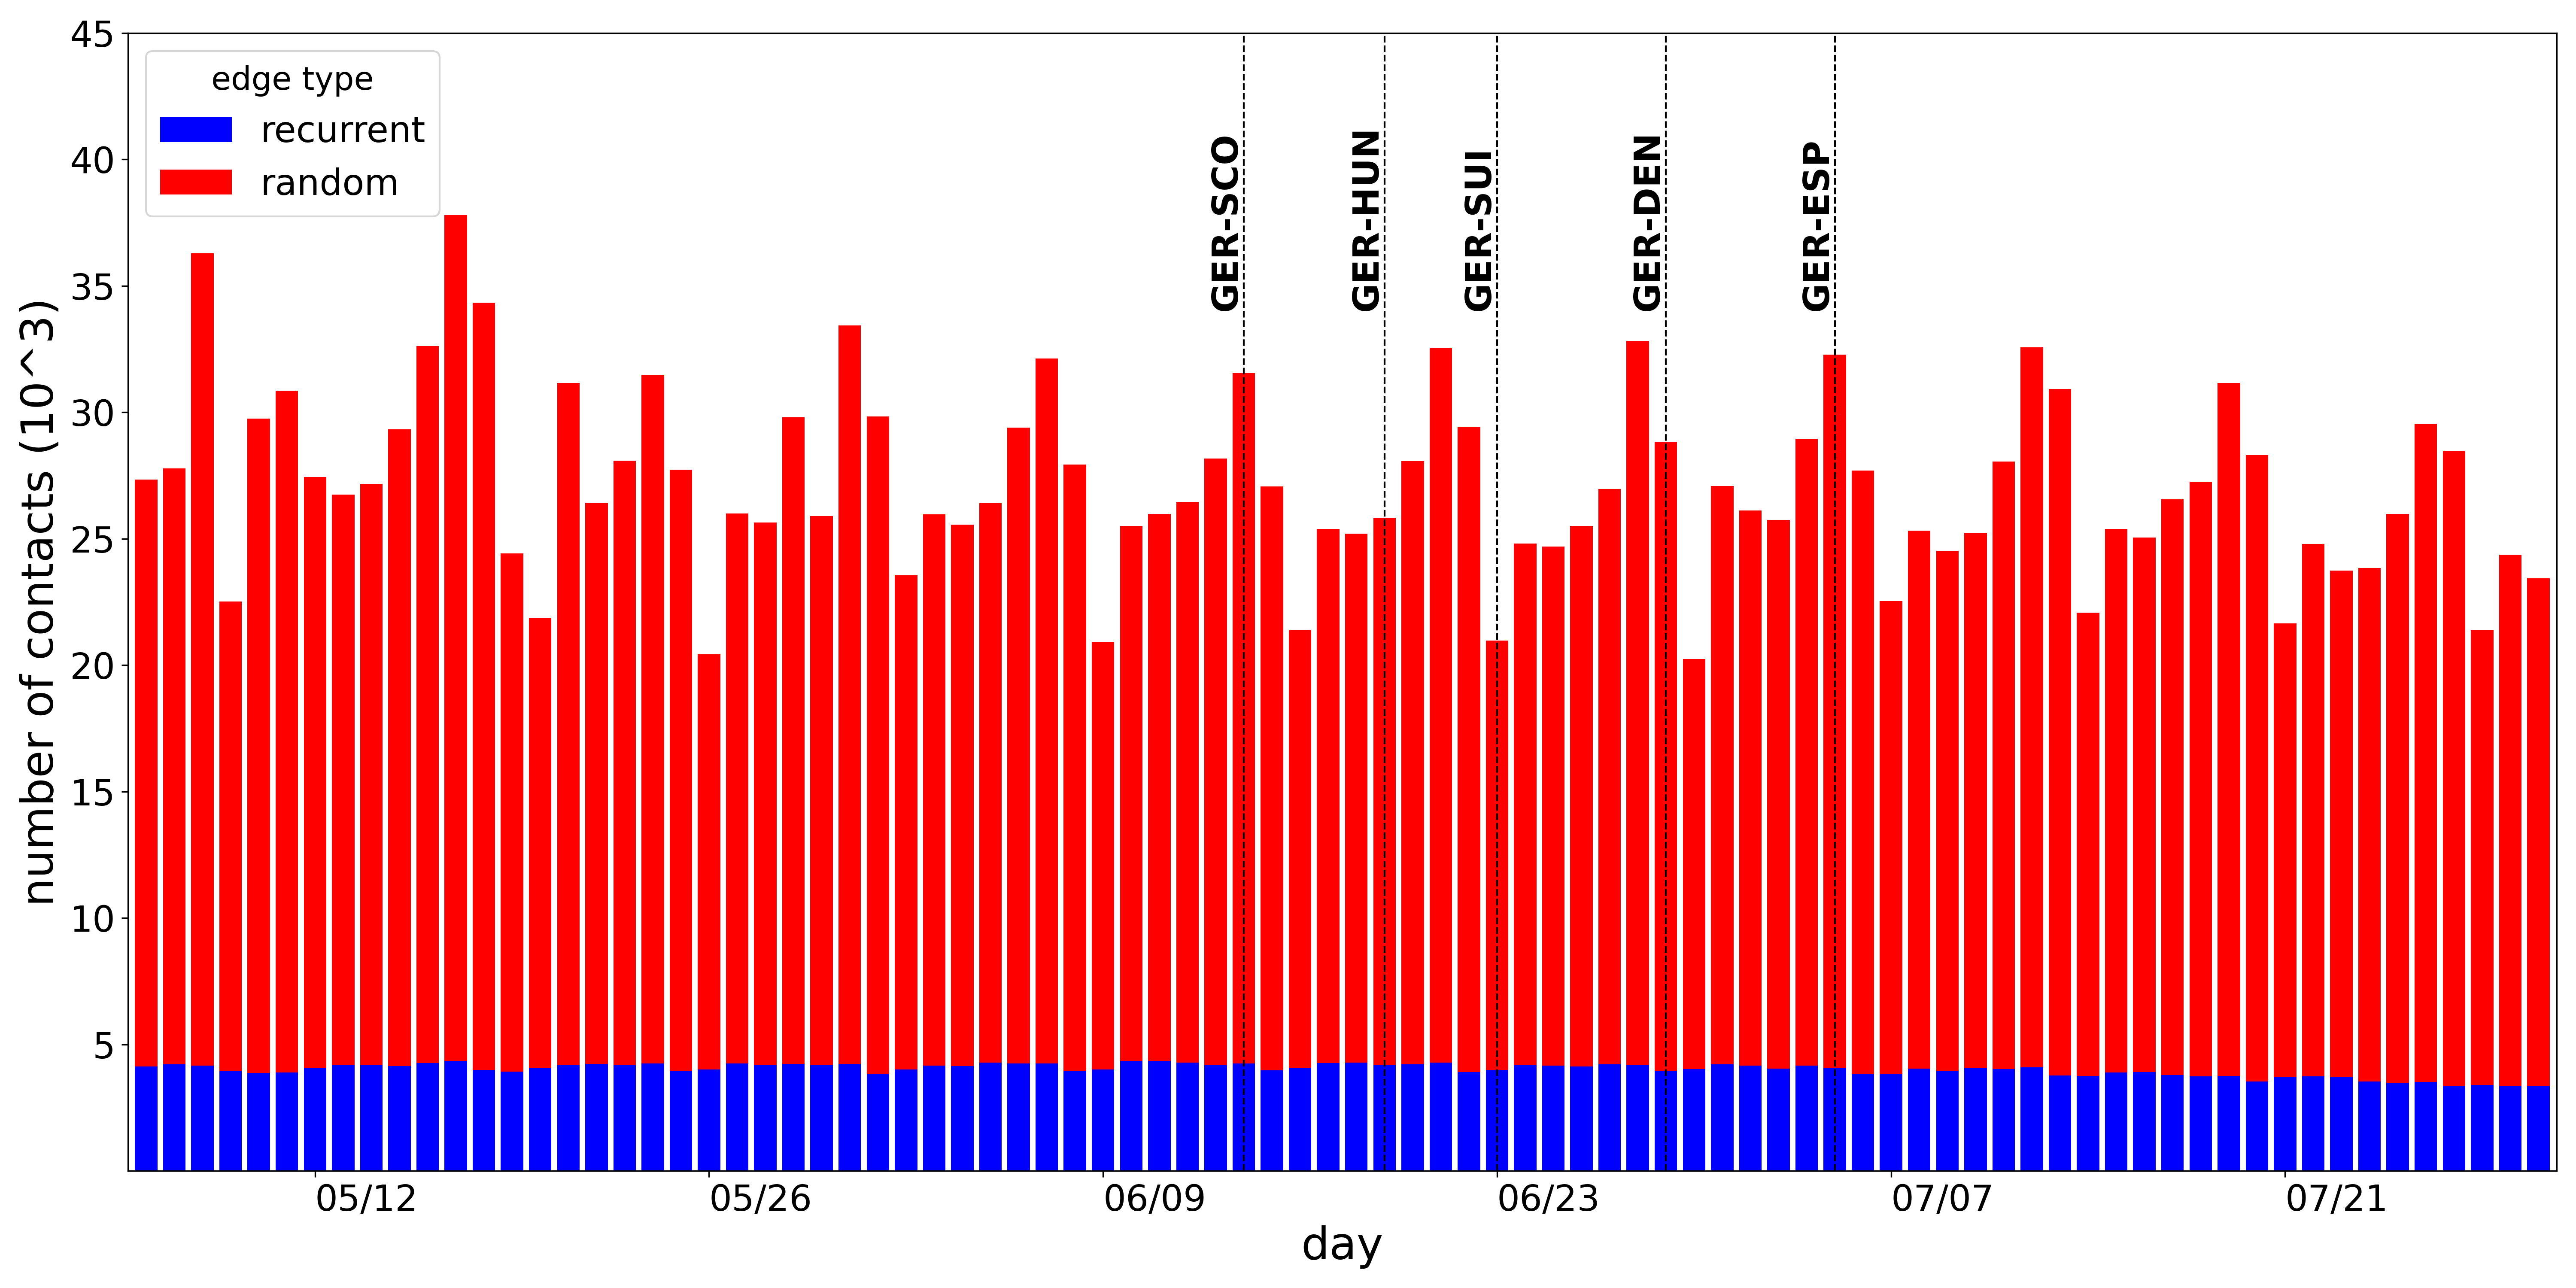 45
40
35
30
25
20
15
10
5
number of contacts (10^3)
edge type
recurrent
random
GER-SCO
GER-HUN
GER-SUI
GER-DEN
GER-ESP
05/12
05/26
06/09
06/23
07/07
07/21
day